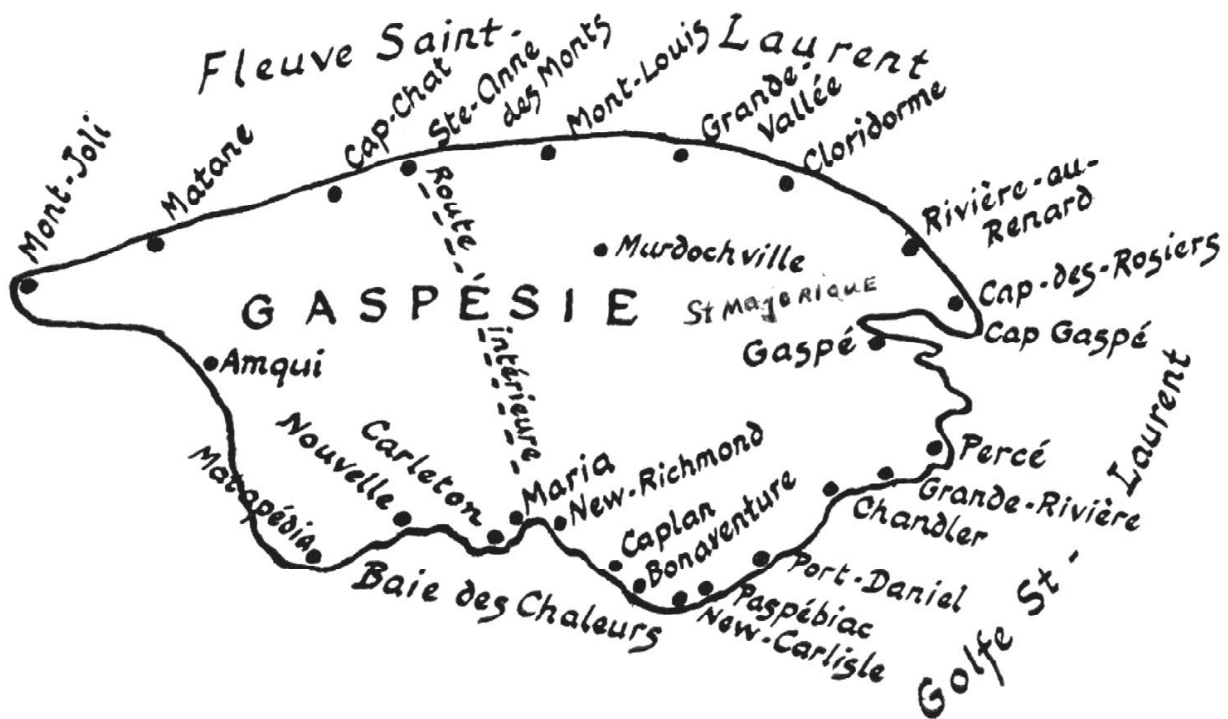 Fleuve Saint-Laurent
Mont-Joli
Matane
Cap-Chat
Ste-Anne
des Monts
Mont-Louis
Grande-
Vallée
Cloridorme
Rivière-au-
Renard
Cap-des-Rosiers
Cap Gaspé
Murdochville
St Majorique
GASPÉSIE
Gaspé
Route
intérieure
Amqui
Matapédia
Nouvelle
Carleton
Maria
New-Richmond
Caplan
Bonaventure
New-Carlisle
Paspébiac
Port-Daniel
Chandler
Grande-Rivière
Percé
Baie des Chaleurs
Golfe St-Laurent